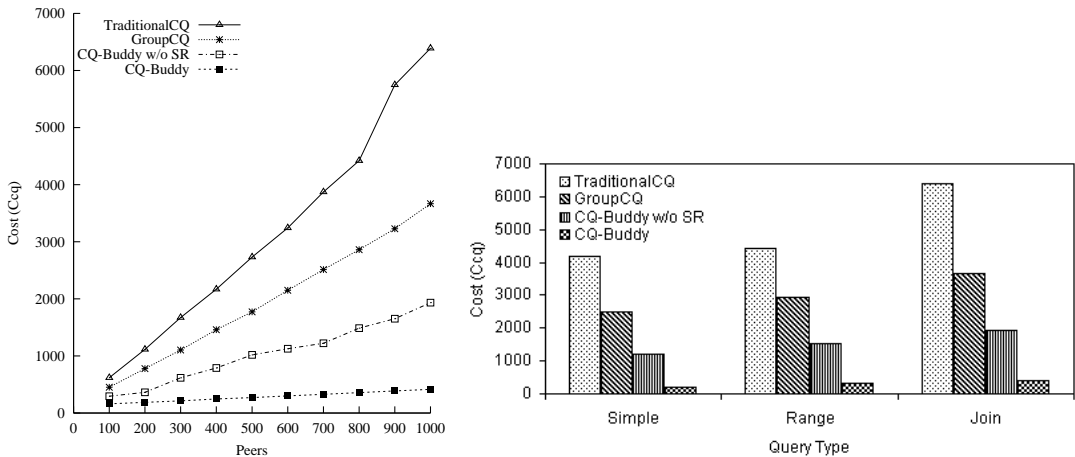 7000
6000
5000
4000
3000
2000
1000
0
Cost (Ccq)
TraditionalCQ
GroupCQ
CQ-Buddy w/o SR
CQ-Buddy
0 100 200 300 400 500 600 700 800 900 1000
Peers
7000
6000
5000
4000
3000
2000
1000
0
Cost (Ccq)
TraditionalCQ
GroupCQ
CQ-Buddy w/o SR
CQ-Buddy
Simple Range Join
Query Type